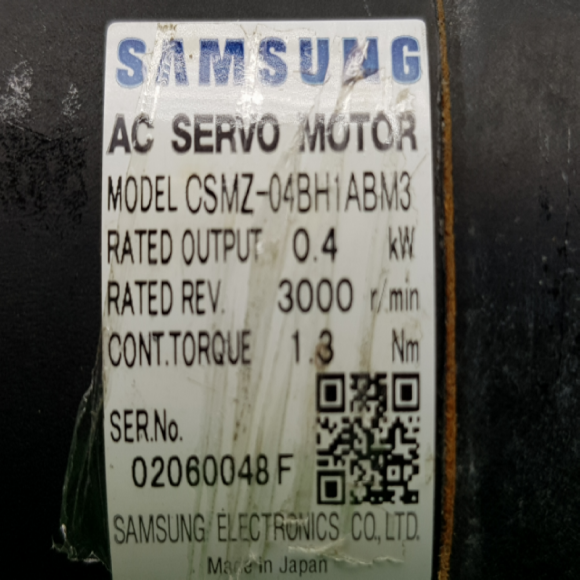 SAMSUNG
AC SERVO MOTOR
MODEL CSMZ-04BH1ABM3
RATED OUTPUT 0.4 kW
RATED REV. 3000 r/min
CONT.TORQUE 1.3 Nm
SER.No.
02060048F
SAMSUNG ELECTRONICS CO.,LTD.
Made in Japan